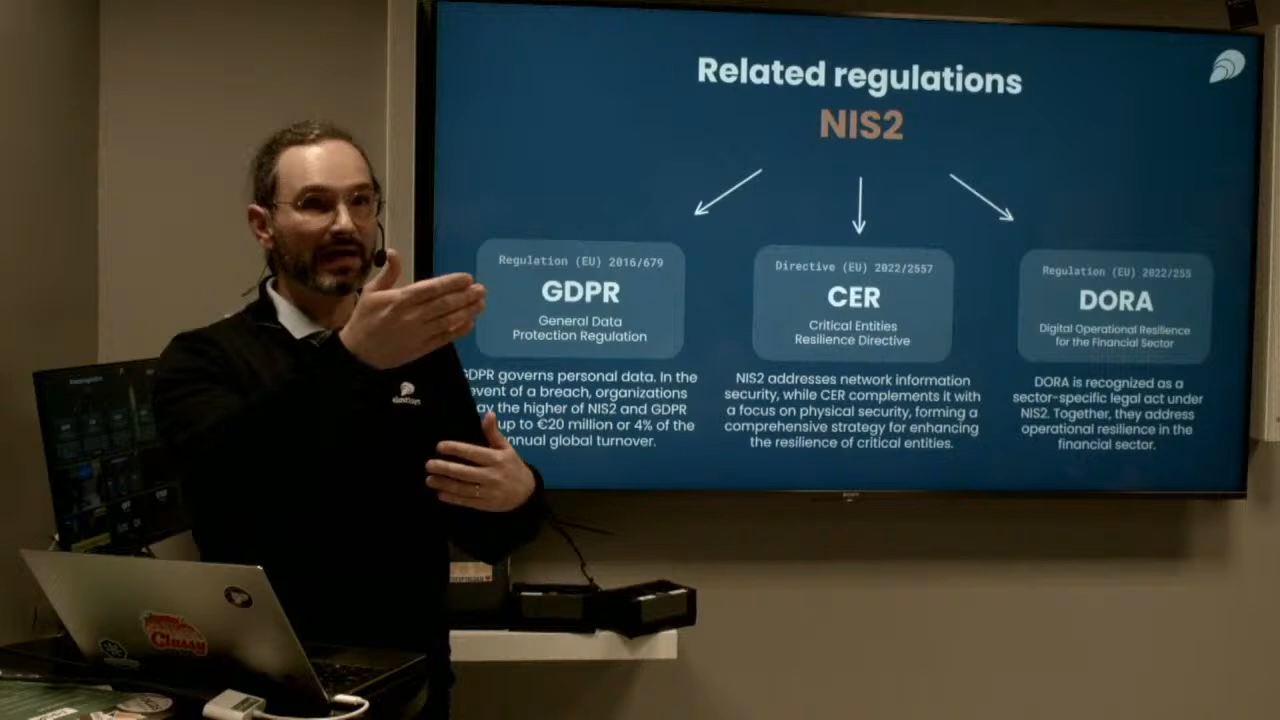 Related regulations
NIS2
Regulation (EU) 2016/679
GDPR
General Data
Protection Regulation
GDPR governs personal data. In the
event of a breach, organizations
pay the higher of NIS2 and GDPR
up to €20 million or 4% of the
annual global turnover.
Directive (EU) 2022/2557
CER
Critical Entities
Resilience Directive
NIS2 addresses network information
security, while CER complements it with
a focus on physical security, forming a
comprehensive strategy for enhancing
the resilience of critical entities.
Regulation (EU) 2022/255
DORA
Digital Operational Resilience
for the Financial Sector
DORA is recognized as a
sector-specific legal act under
NIS2. Together, they address
operational resilience in the
financial sector.
SONY
Glassy